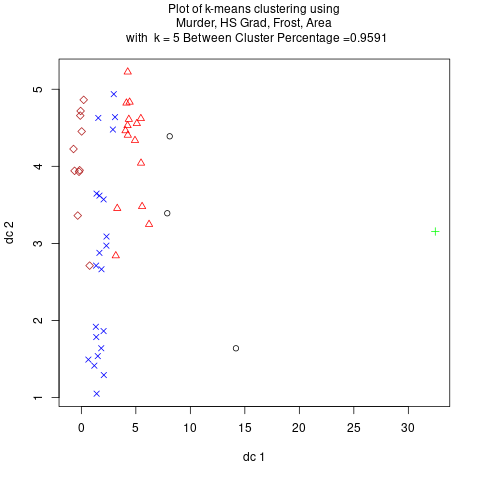 Plot of k-means clustering using
Murder, HS Grad, Frost, Area
with k = 5 Between Cluster Percentage =0.9591
5
4
3
2
1
dc 2
0 5 10 15 20 25 30
dc 1